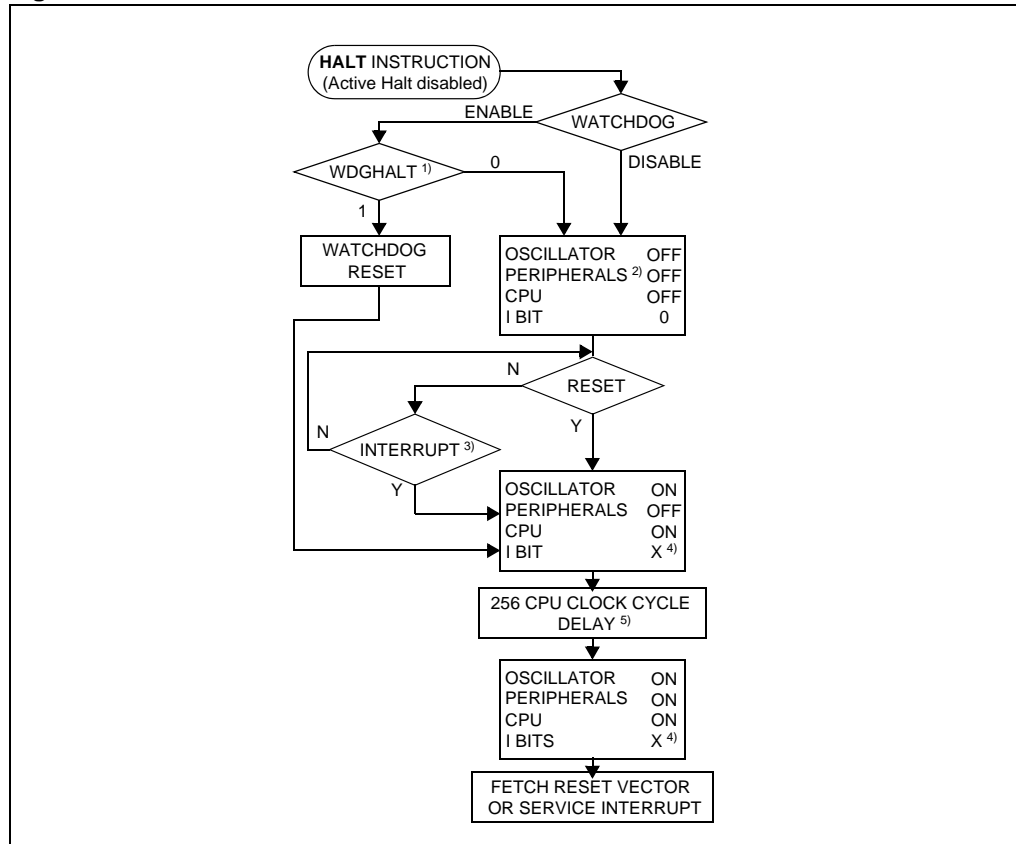 HALT INSTRUCTION
(Active Halt disabled)
WATCHDOG
ENABLE
DISABLE
WDGHALT 1)
0
1
WATCHDOG
RESET
OSCILLATOR OFF
PERIPHERALS 2) OFF
CPU OFF
I BIT 0
RESET
N
Y
INTERRUPT 3)
N
Y
OSCILLATOR ON
PERIPHERALS OFF
CPU ON
I BIT X 4)
256 CPU CLOCK CYCLE
DELAY 5)
OSCILLATOR ON
PERIPHERALS ON
CPU ON
I BITS X 4)
FETCH RESET VECTOR
OR SERVICE INTERRUPT